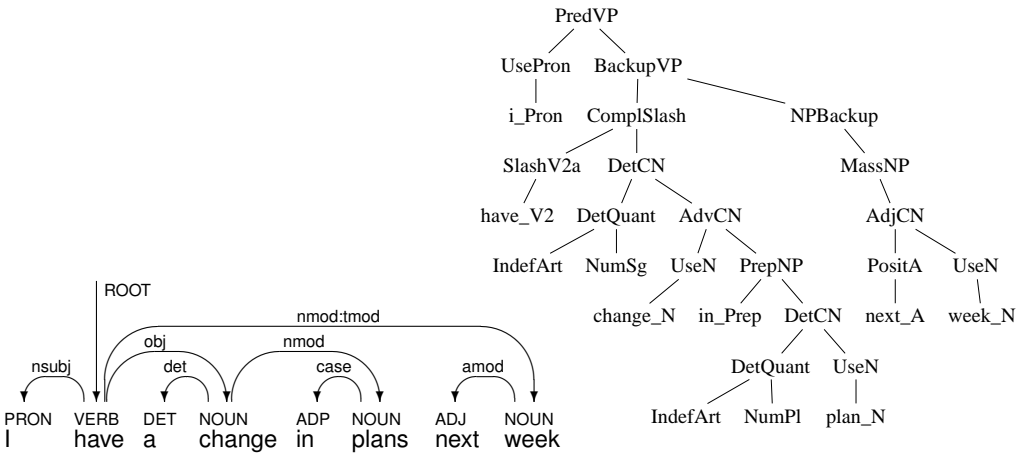 PredVP
UsePron BackupVP
i_Pron ComplSlash NPBackup
SlashV2a DetCN MassNP
have_V2 DetQuant AdvCN AdjCN
IndefArt NumSg UseN PrepNP PositA UseN
change_N in_Prep DetCN next_A week_N
DetQuant UseN
IndefArt NumPl plan_N
ROOT
nmod:tmod
obj nmod
nsubj det case amod
PRON VERB DET NOUN ADP NOUN ADJ NOUN
I have a change in plans next week